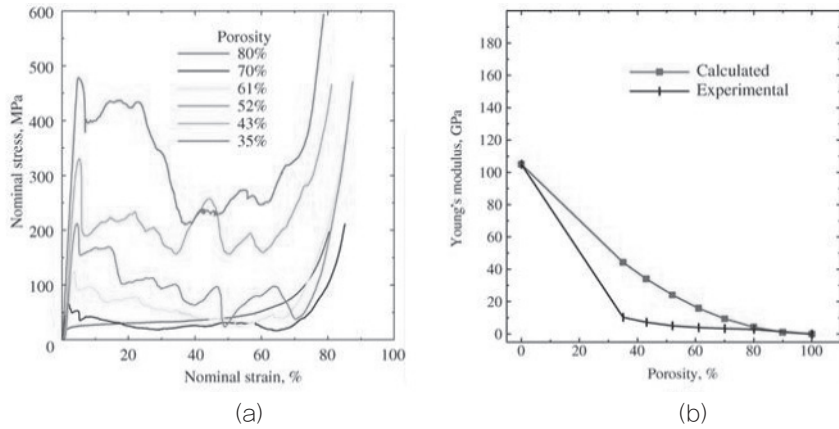 600
500
400
300
200
100
0
Nominal stress, MPa
Porosity
80%
70%
61%
52%
43%
35%
0 20 40 60 80 100
Nominal strain, %
(a)
180
160
140
120
100
80
60
40
20
0
Young's modulus, GPa
Calculated
Experimental
0 20 40 60 80 100
Porosity, %
(b)